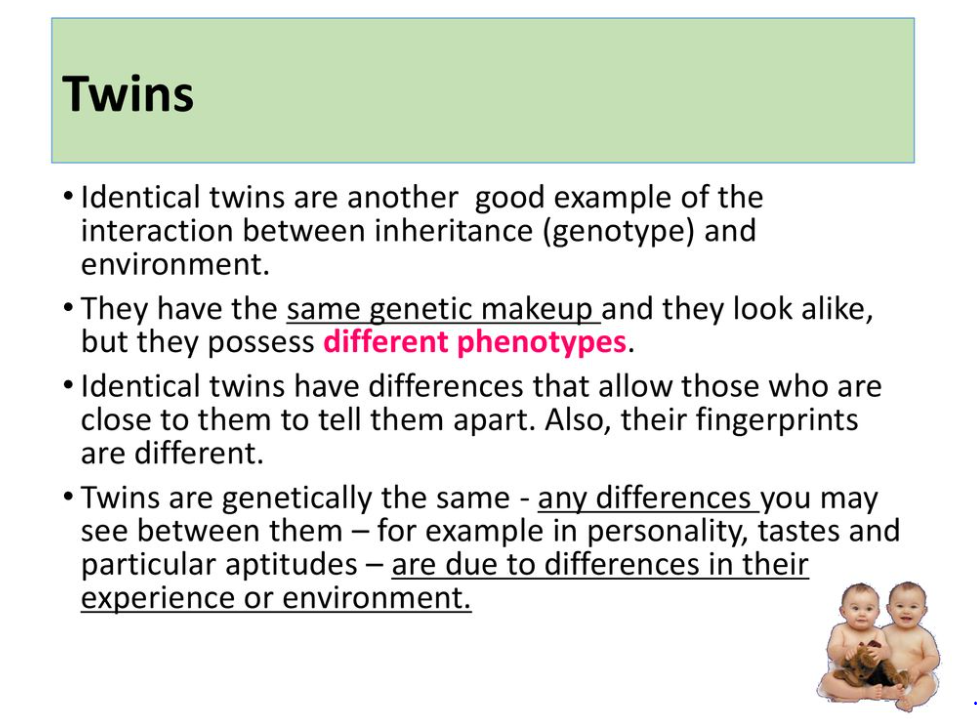 Twins
• Identical twins are another  good example of the
interaction between inheritance (genotype) and
environment.
• They have the same genetic makeup and they look alike,
but they possess different phenotypes.
• Identical twins have differences that allow those who are
close to them to tell them apart. Also, their fingerprints
are different.
• Twins are genetically the same - any differences you may
see between them – for example in personality, tastes and
particular aptitudes – are due to differences in their
experience or environment.